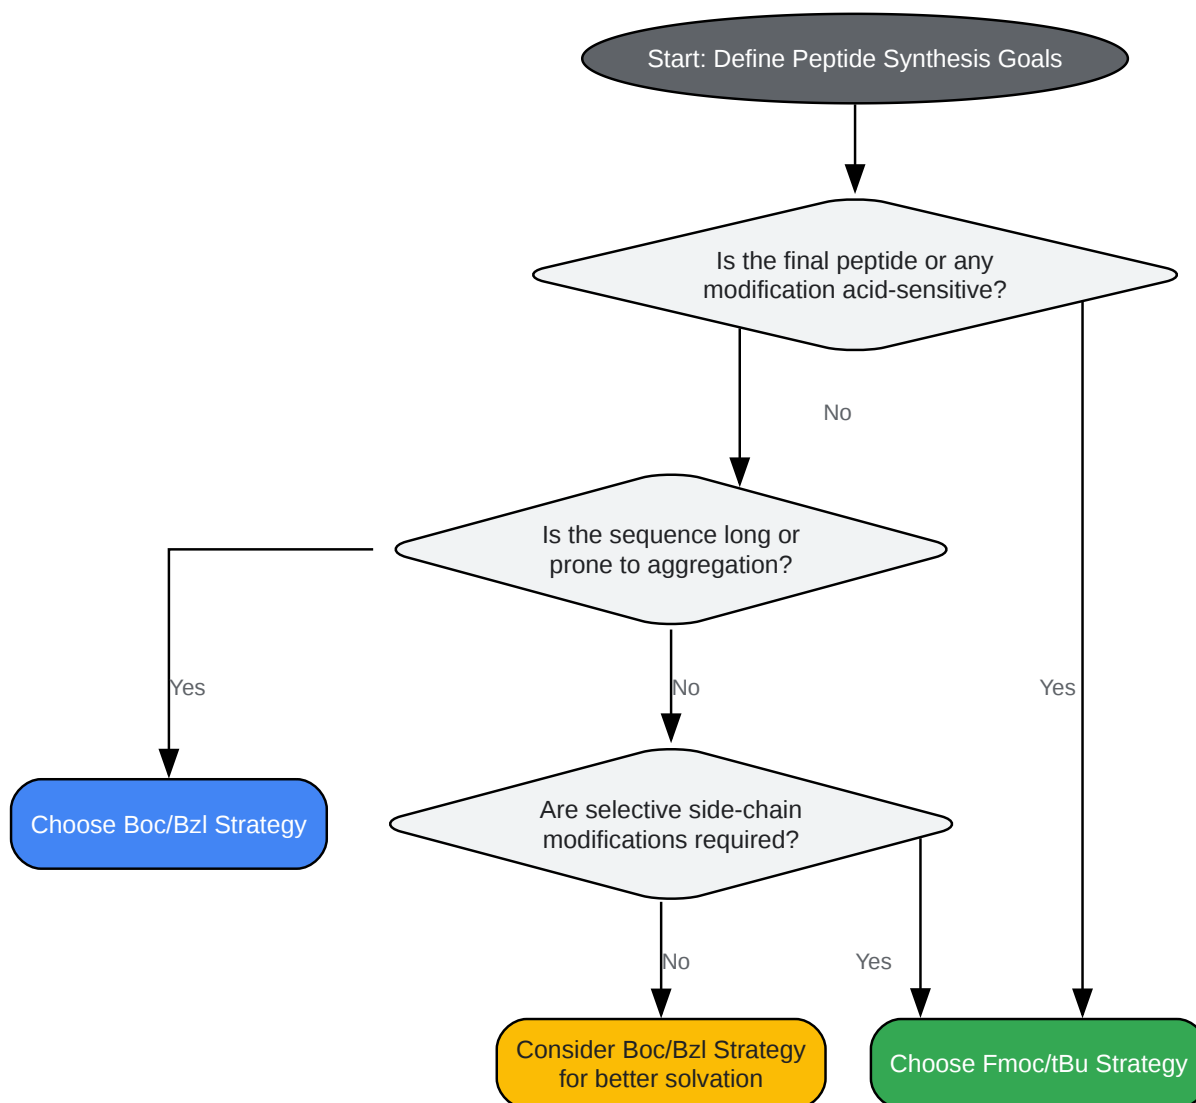 Start: Define Peptide Synthesis Goals
Is the final peptide or any
modification acid-sensitive?
No
Is the sequence long or
prone to aggregation?
Yes
No
Yes
Are selective side-chain
modifications required?
Choose Boc/Bzl Strategy
No
Yes
Consider Boc/Bzl Strategy
for better solvation
Choose Fmoc/tBu Strategy